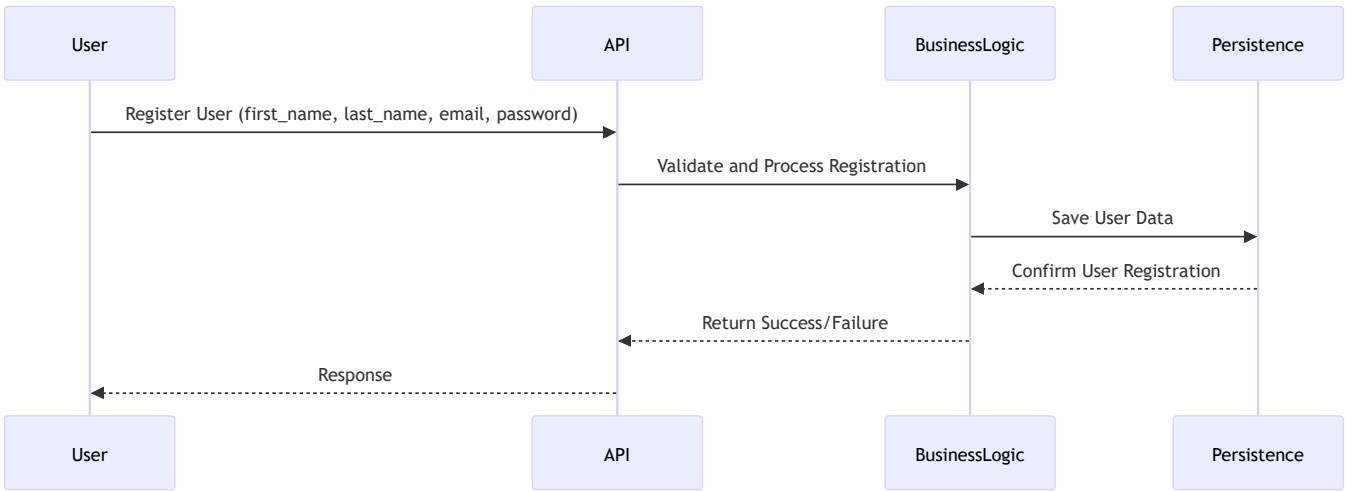 User
API
BusinessLogic
Persistence
Register User (first_name, last_name, email, password)
Validate and Process Registration
Save User Data
Confirm User Registration
Return Success/Failure
Response
User
API
BusinessLogic
Persistence